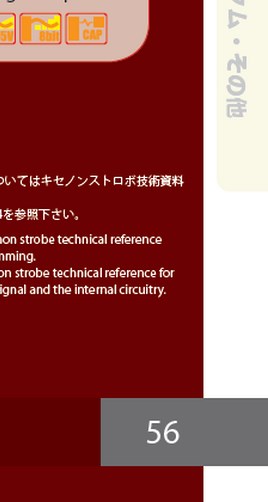 5V 8bit CAP
ム・その他
ついてはキセノンストロボ技術資料
を参照下さい。
non strobe technical reference
mming.
on strobe technical reference for
ignal and the internal circuitry.
56